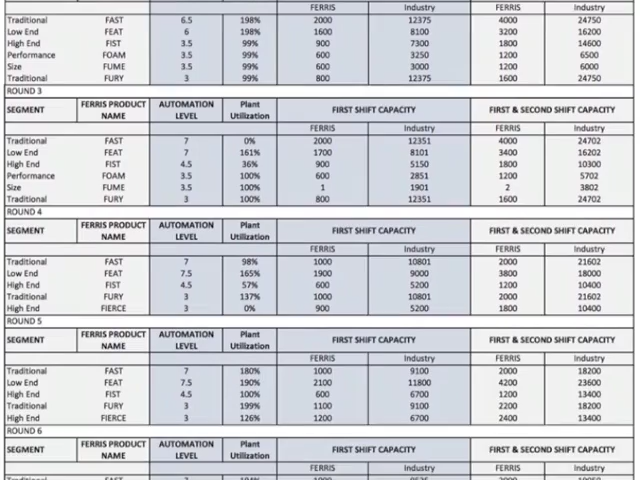 FERRIS Industry FERRIS Industry
Traditional FAST 6.5 198% 2000 12375 4000 24750
Low End FEAT 6 198% 1600 8100 3200 16200
High End FIST 3.5 99% 900 7300 1800 14600
Performance FOAM 3.5 99% 600 3250 1200 6500
Size FUME 3.5 99% 600 3000 1200 6000
Traditional FURY 3 99% 800 12375 1600 24750
ROUND 3
SEGMENT FERRIS PRODUCT NAME AUTOMATION LEVEL Plant Utilization FIRST SHIFT CAPACITY FIRST & SECOND SHIFT CAPACITY
FERRIS Industry FERRIS Industry
Traditional FAST 7 0% 2000 12351 4000 24702
Low End FEAT 7 161% 1700 8101 3400 16202
High End FIST 4.5 36% 900 5150 1800 10300
Performance FOAM 3.5 100% 600 2851 1200 5702
Size FUME 3.5 100% 1 1901 2 3802
Traditional FURY 3 100% 800 12351 1600 24702
ROUND 4
SEGMENT FERRIS PRODUCT NAME AUTOMATION LEVEL Plant Utilization FIRST SHIFT CAPACITY FIRST & SECOND SHIFT CAPACITY
FERRIS Industry FERRIS Industry
Traditional FAST 7 98% 1000 10801 2000 21602
Low End FEAT 7.5 165% 1900 9000 3800 18000
High End FIST 4.5 57% 600 5200 1200 10400
Traditional FURY 3 137% 1000 10801 2000 21602
High End FIERCE 3 0% 900 5200 1800 10400
ROUND 5
SEGMENT FERRIS PRODUCT NAME AUTOMATION LEVEL Plant Utilization FIRST SHIFT CAPACITY FIRST & SECOND SHIFT CAPACITY
FERRIS Industry FERRIS Industry
Traditional FAST 7 180% 1000 9100 2000 18200
Low End FEAT 7.5 190% 2100 11800 4200 23600
High End FIST 4.5 100% 600 6700 1200 13400
Traditional FURY 3 199% 1100 9100 2200 18200
High End FIERCE 3 126% 1200 6700 2400 13400
ROUND 6
SEGMENT FERRIS PRODUCT NAME AUTOMATION LEVEL Plant Utilization FIRST SHIFT CAPACITY FIRST & SECOND SHIFT CAPACITY
FERRIS Industry FERRIS Industry